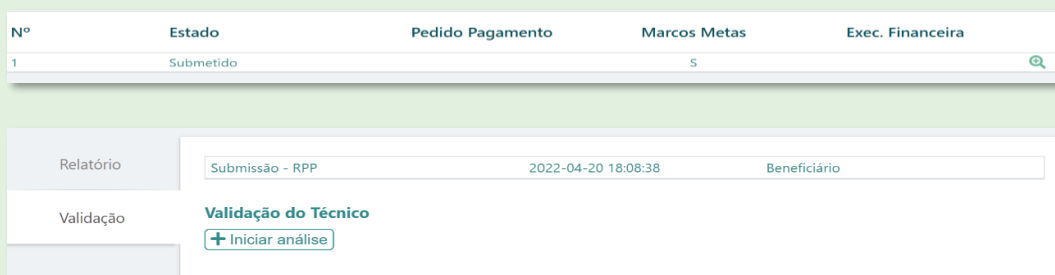 Nº Estado Pedido Pagamento Marcos Metas Exec. Financeira
1 Submetido S
Relatório
Submissão - RPP 2022-04-20 18:08:38 Beneficiário
Validação
Validação do Técnico
+ Iniciar análise